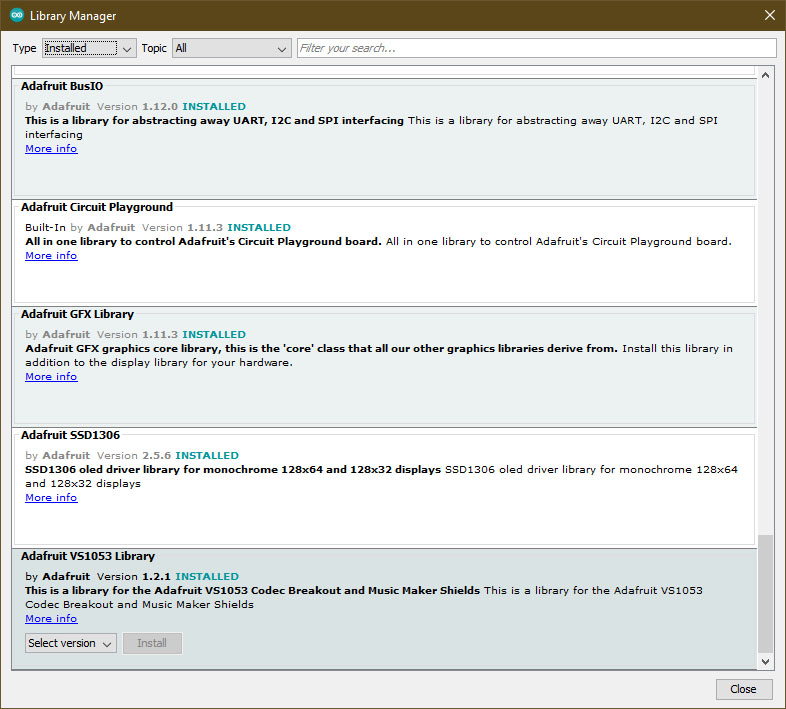 Library Manager
Type Installed Topic All Filter your search...
Adafruit BusIO
by Adafruit Version 1.12.0 INSTALLED
This is a library for abstracting away UART, I2C and SPI interfacing This is a library for abstracting away UART, I2C and SPI
interfacing
More info
Adafruit Circuit Playground
Built-In by Adafruit Version 1.11.3 INSTALLED
All in one library to control Adafruit's Circuit Playground board. All in one library to control Adafruit's Circuit Playground board.
More info
Adafruit GFX Library
by Adafruit Version 1.11.3 INSTALLED
Adafruit GFX graphics core library, this is the 'core' class that all our other graphics libraries derive from. Install this library in
addition to the display library for your hardware.
More info
Adafruit SSD1306
by Adafruit Version 2.5.6 INSTALLED
SSD1306 oled driver library for monochrome 128x64 and 128x32 displays SSD1306 oled driver library for monochrome 128x64
and 128x32 displays
More info
Adafruit VS1053 Library
by Adafruit Version 1.2.1 INSTALLED
This is a library for the Adafruit VS1053 Codec Breakout and Music Maker Shields This is a library for the Adafruit VS1053
Codec Breakout and Music Maker Shields
More info
Select version Install
Close